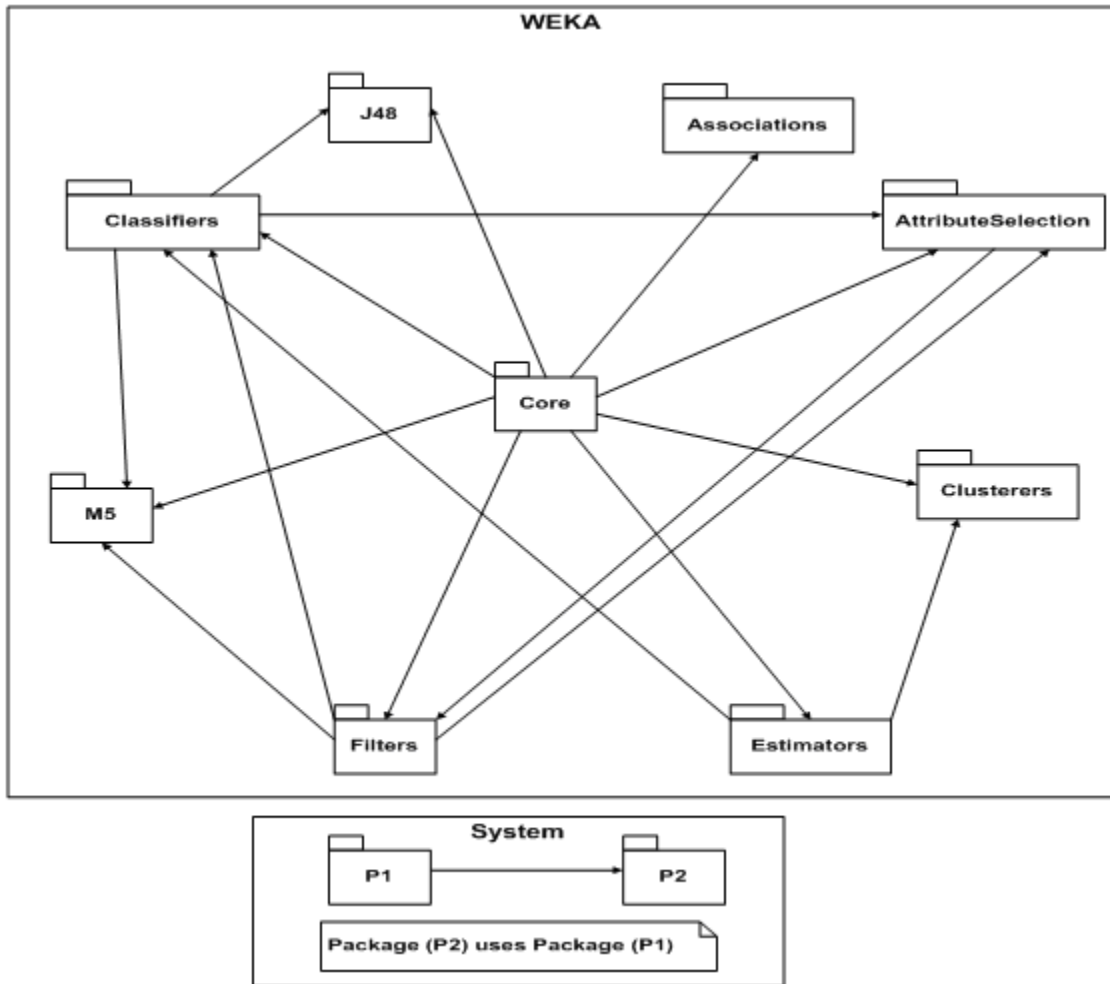 WEKA
J48
Associations
Classifiers
AttributeSelection
Core
Clusterers
M5
Filters
Estimators
System
P1
P2
Package (P2) uses Package (P1)